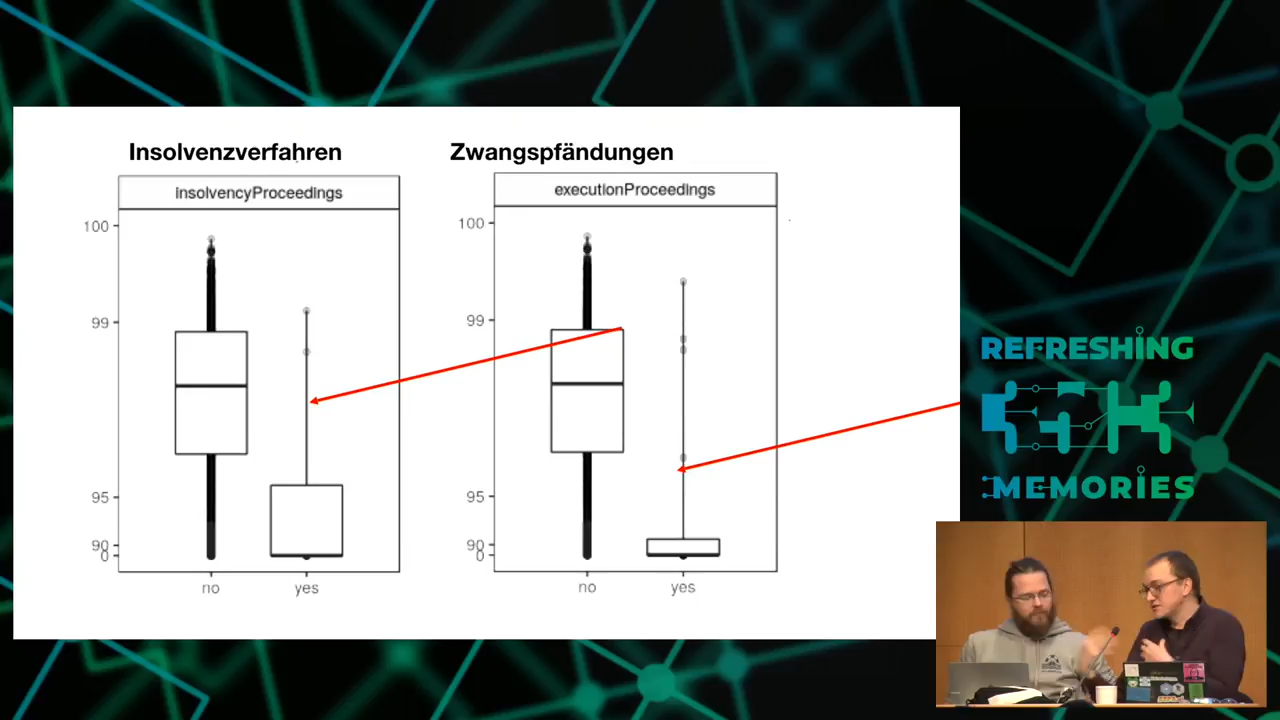 Insolvenzverfahren
Zwangspfändungen
insolvencyProceedings
executionProceedings
100
99
95
90
0
no
yes
100
99
95
90
0
no
yes
REFRESHING
MEMORIES